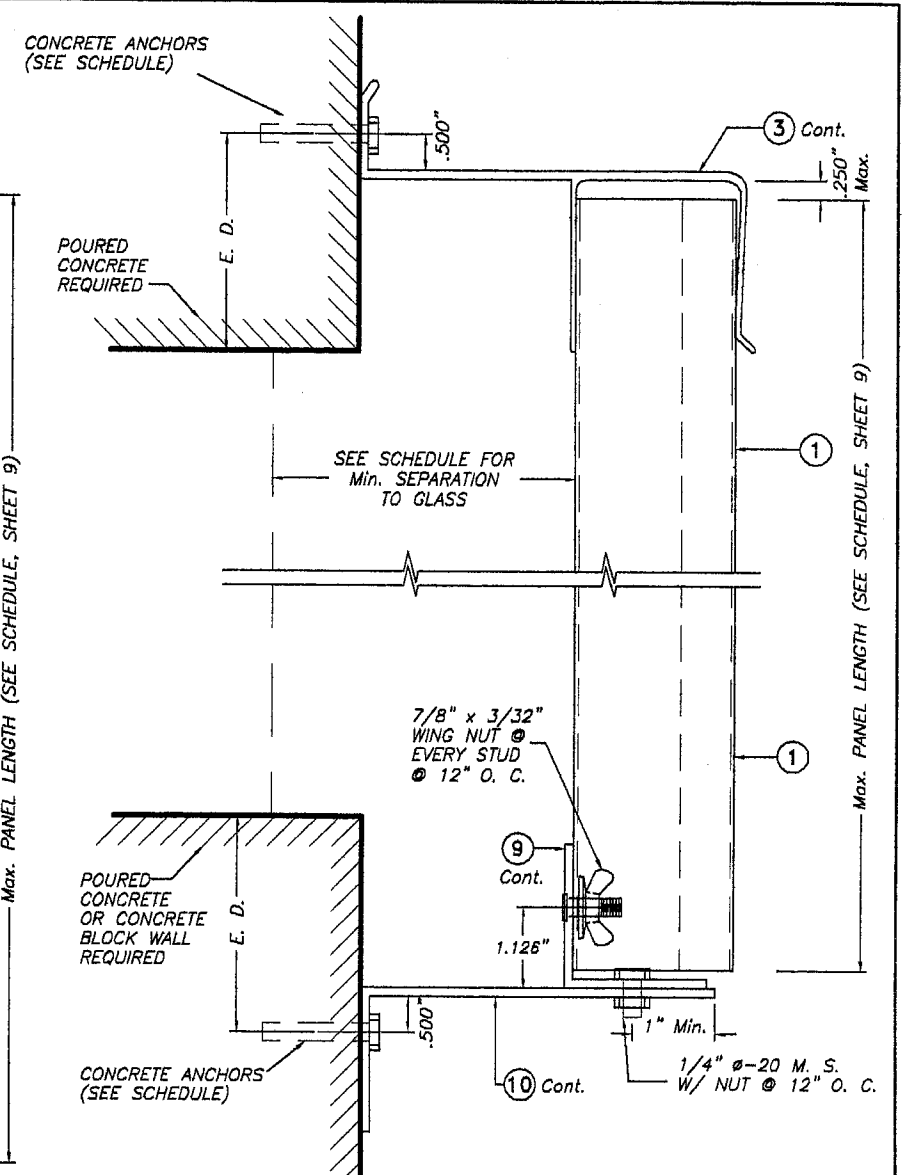 CONCRETE ANCHORS
(SEE SCHEDULE)
.500"
3 Cont.
.250"
Max.
E. D.
POURED
CONCRETE
REQUIRED
Max. PANEL LENGTH (SEE SCHEDULE, SHEET 9)
SEE SCHEDULE FOR
Min. SEPARATION
TO GLASS
1
Max. PANEL LENGTH (SEE SCHEDULE, SHEET 9)
7/8" x 3/32"
WING NUT @
EVERY STUD
@ 12" O. C.
1
9
Cont.
POURED
CONCRETE
OR CONCRETE
BLOCK WALL
REQUIRED
E. D.
1.126"
.500"
1" Min.
CONCRETE ANCHORS
(SEE SCHEDULE)
10 Cont.
1/4" ø-20 M. S.
W/ NUT @ 12" O. C.